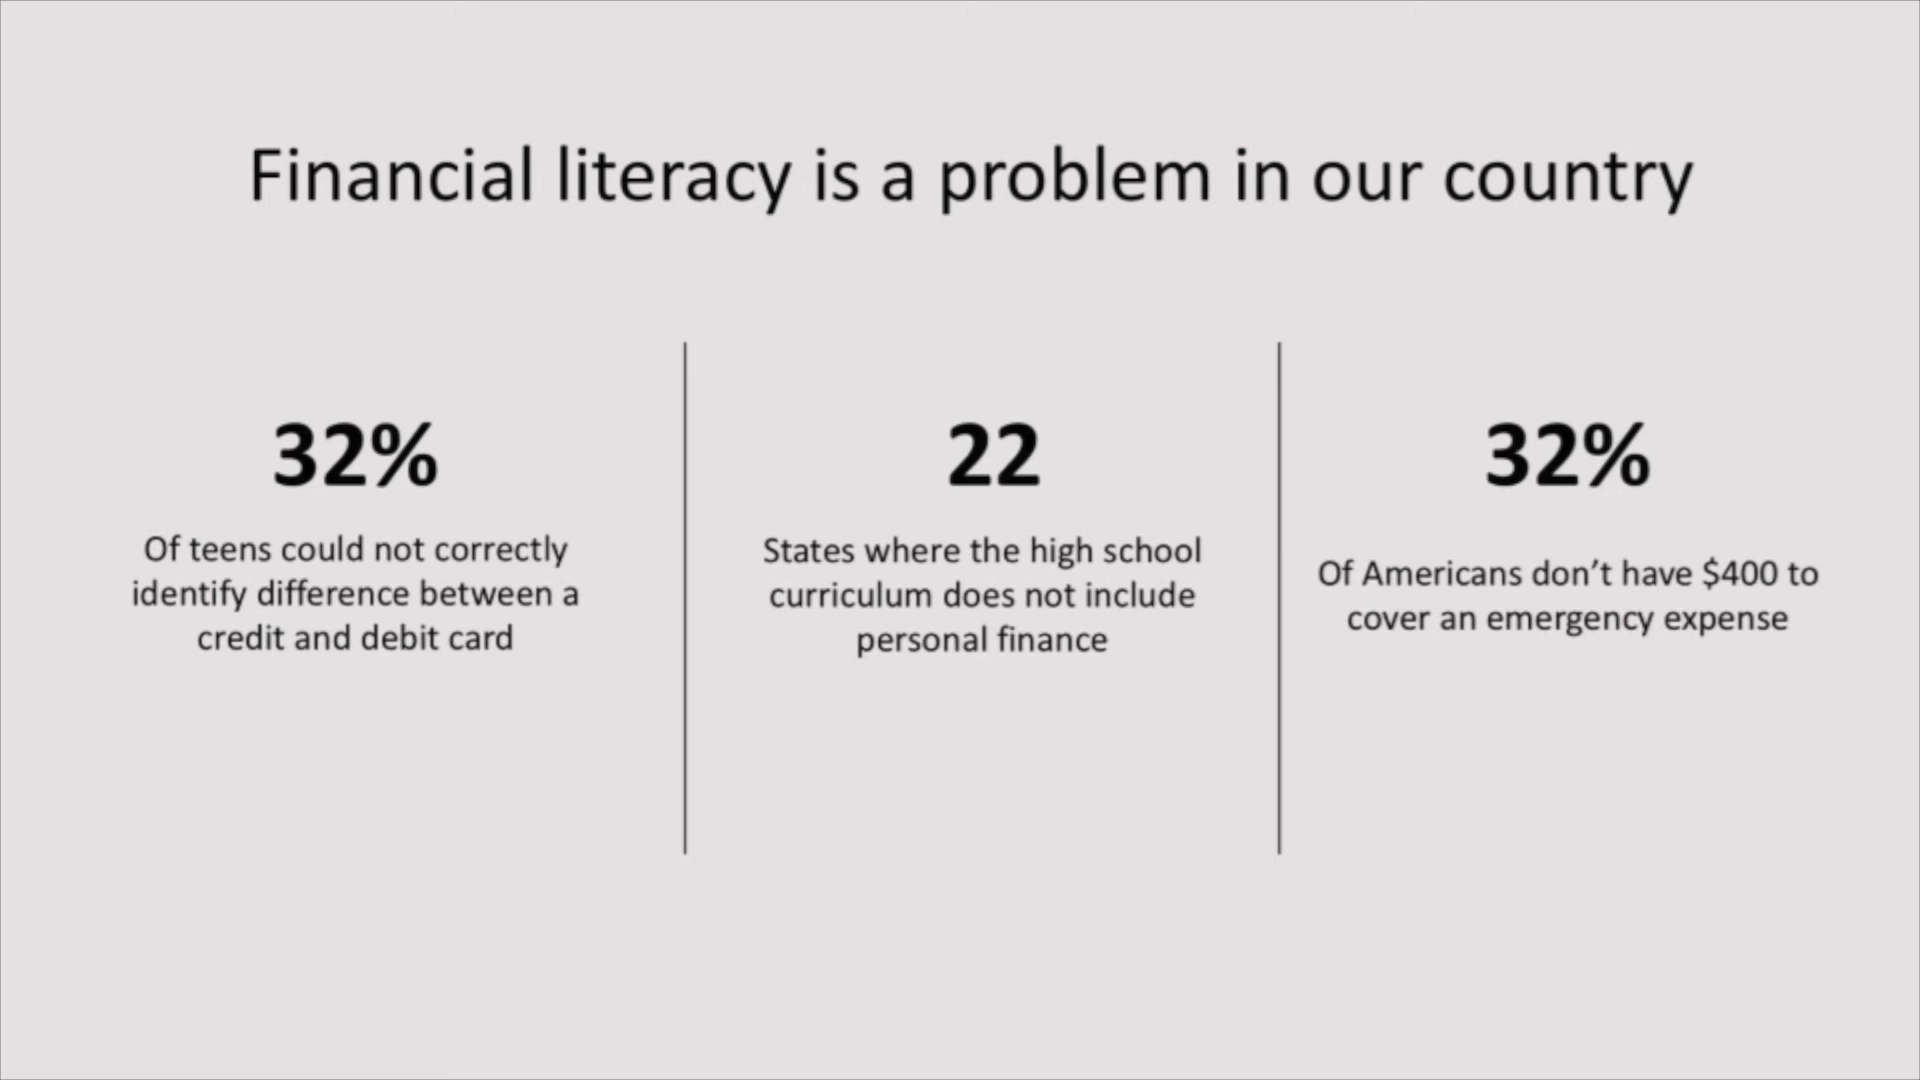 Financial literacy is a problem in our country
32%
Of teens could not correctly
identify difference between a
credit and debit card
22
States where the high school
curriculum does not include
personal finance
32%
Of Americans don’t have $400 to
cover an emergency expense